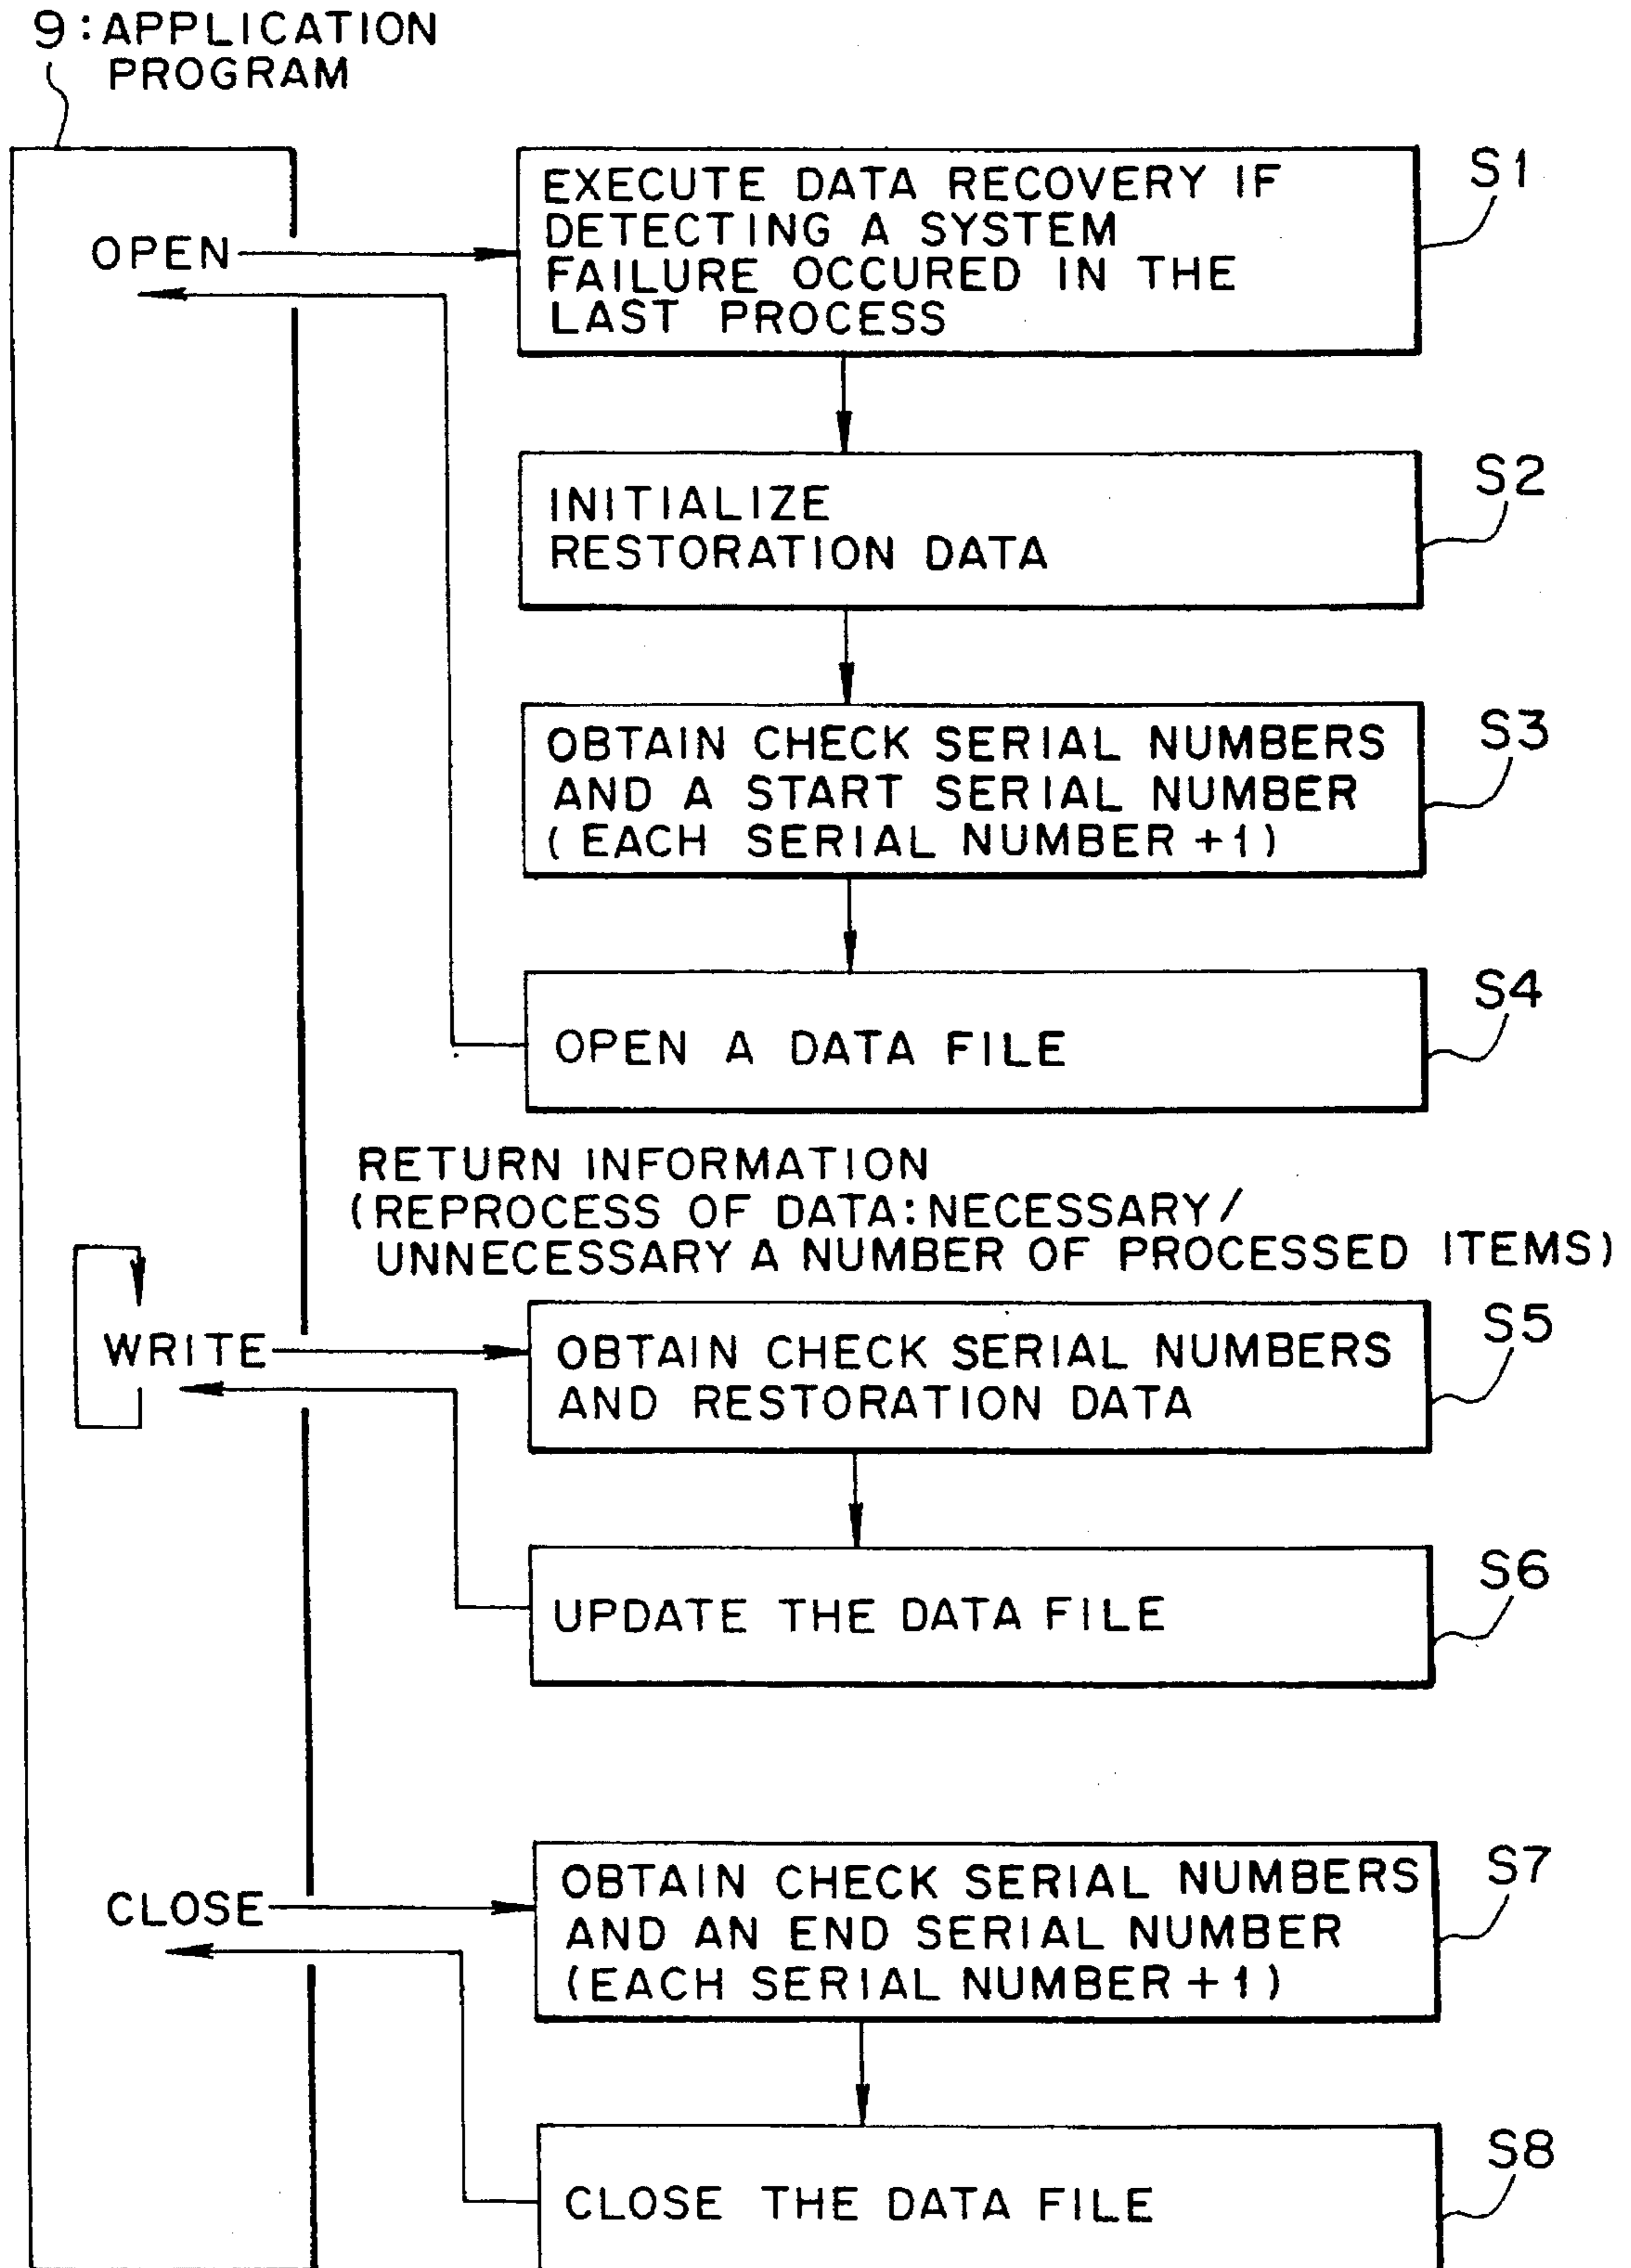 9:APPLICATION
PROGRAM
OPEN
EXECUTE DATA RECOVERY IF
DETECTING A SYSTEM
FAILURE OCCURED IN THE
LAST PROCESS
S1
INITIALIZE
RESTORATION DATA
S2
OBTAIN CHECK SERIAL NUMBERS
AND A START SERIAL NUMBER
(EACH SERIAL NUMBER +1)
S3
OPEN A DATA FILE
S4
RETURN INFORMATION
(REPROCESS OF DATA:NECESSARY/
UNNECESSARY A NUMBER OF PROCESSED ITEMS)
WRITE
OBTAIN CHECK SERIAL NUMBERS
AND RESTORATION DATA
S5
UPDATE THE DATA FILE
S6
CLOSE
OBTAIN CHECK SERIAL NUMBERS
AND AN END SERIAL NUMBER
(EACH SERIAL NUMBER +1)
S7
CLOSE THE DATA FILE
S8